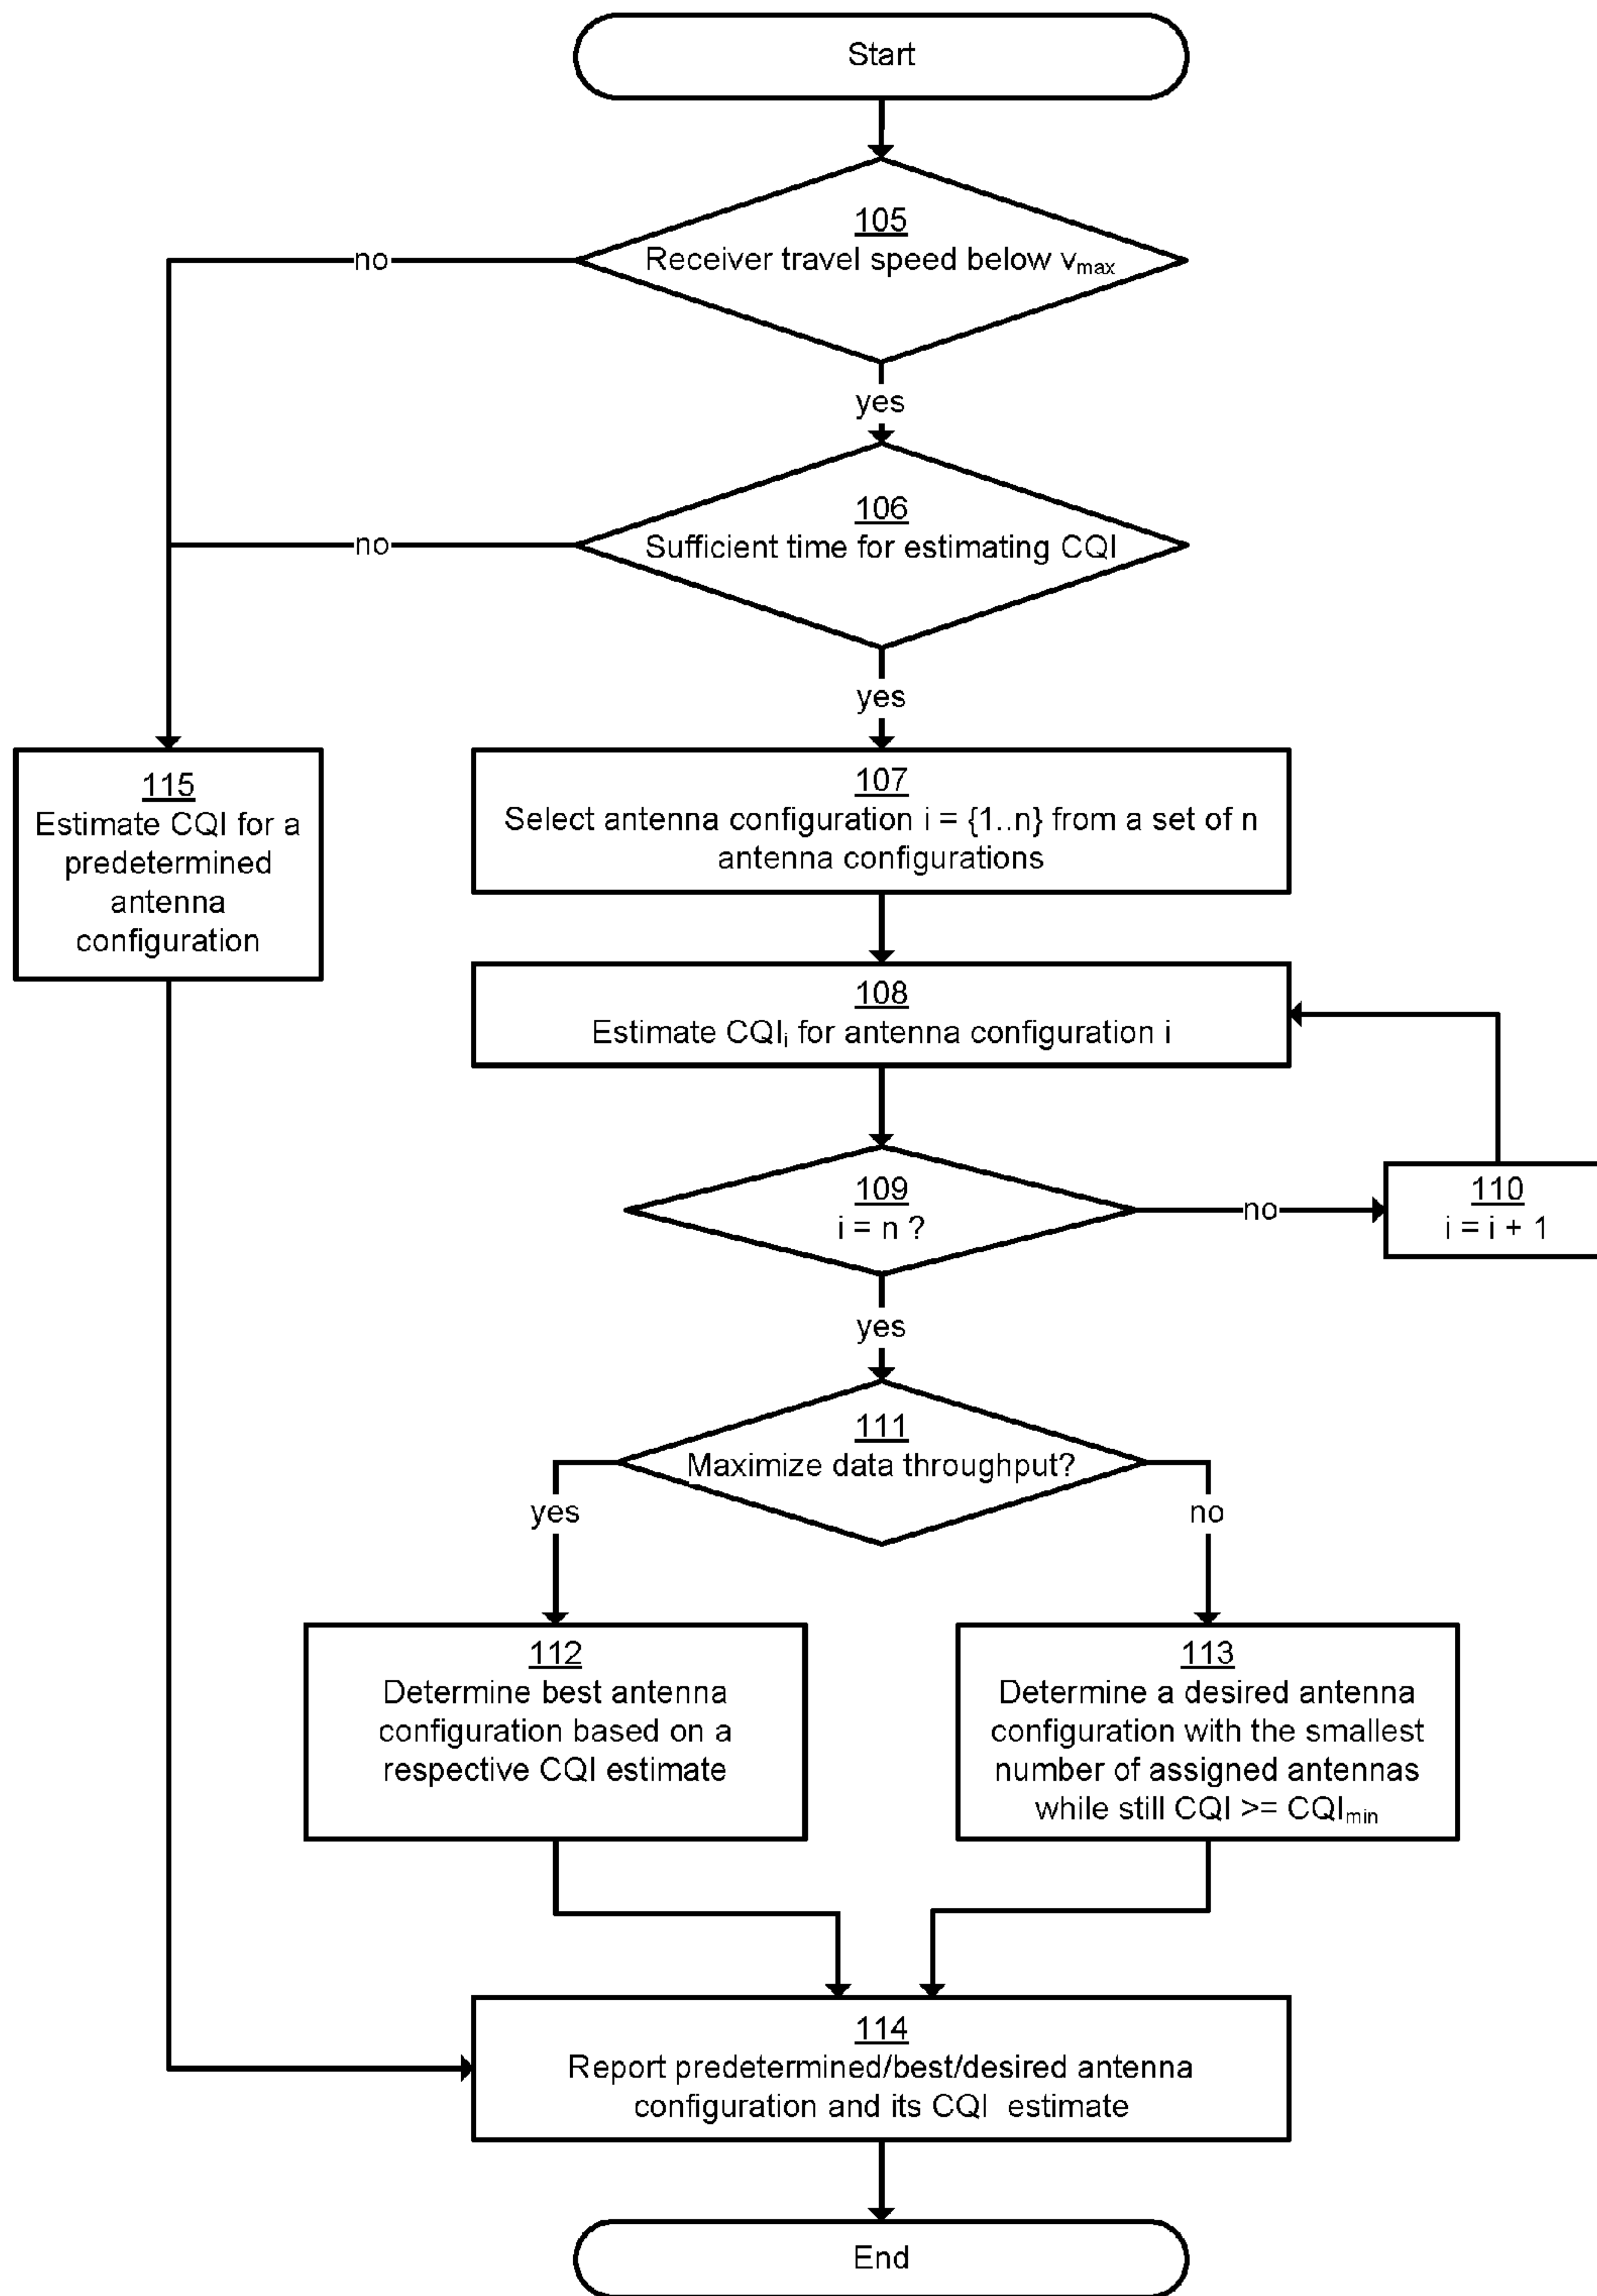 Start
105
Receiver travel speed below vmax
no
yes
106
Sufficient time for estimating CQI
no
yes
115
Estimate CQI for a
predetermined
antenna
configuration
107
Select antenna configuration i = {1..n} from a set of n
antenna configurations
108
Estimate CQIi for antenna configuration i
109
i = n ?
no
110
i = i + 1
yes
111
Maximize data throughput?
yes
no
112
Determine best antenna
configuration based on a
respective CQI estimate
113
Determine a desired antenna
configuration with the smallest
number of assigned antennas
while still CQI >= CQImin
114
Report predetermined/best/desired antenna
configuration and its CQI estimate
End